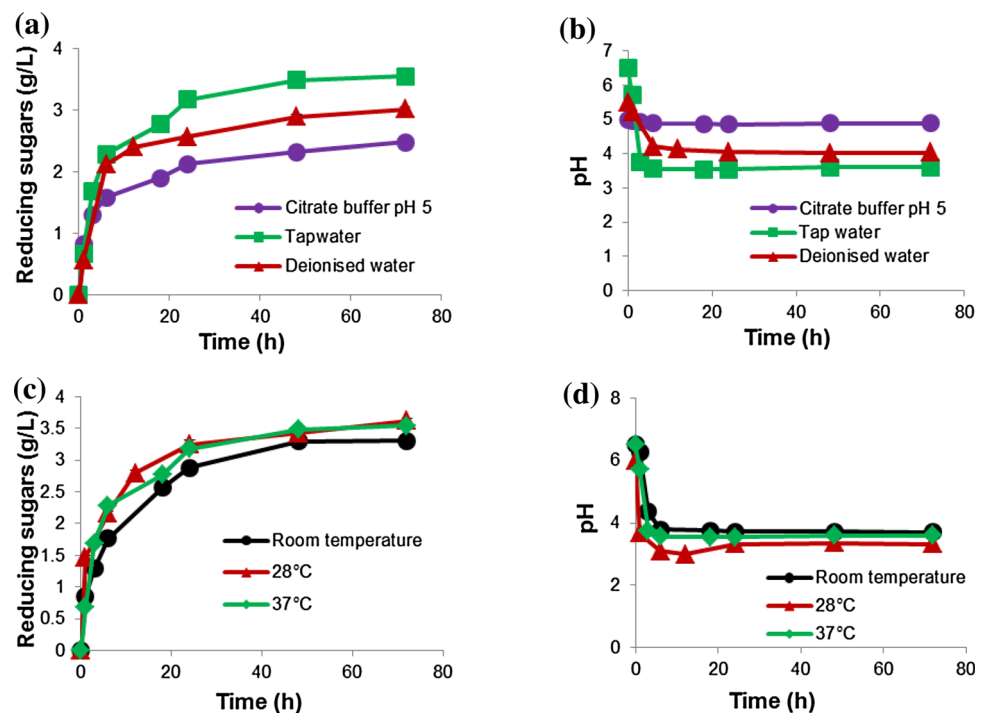 (a)
Reducing sugars (g/L)
4
3
2
1
0
0 20 40 60 80
Time (h)
Citrate buffer pH 5
Tapwater
Deionised water
(b)
pH
7
6
5
4
3
2
1
0
0 20 40 60 80
Time (h)
Citrate buffer pH 5
Tap water
Deionised water
(c)
Reducing sugars (g/L)
4
3.5
3
2.5
2
1.5
1
0.5
0
0 20 40 60 80
Time (h)
Room temperature
28°C
37°C
(d)
pH
8
6
4
2
0
0 20 40 60 80
Time (h)
Room temperature
28°C
37°C